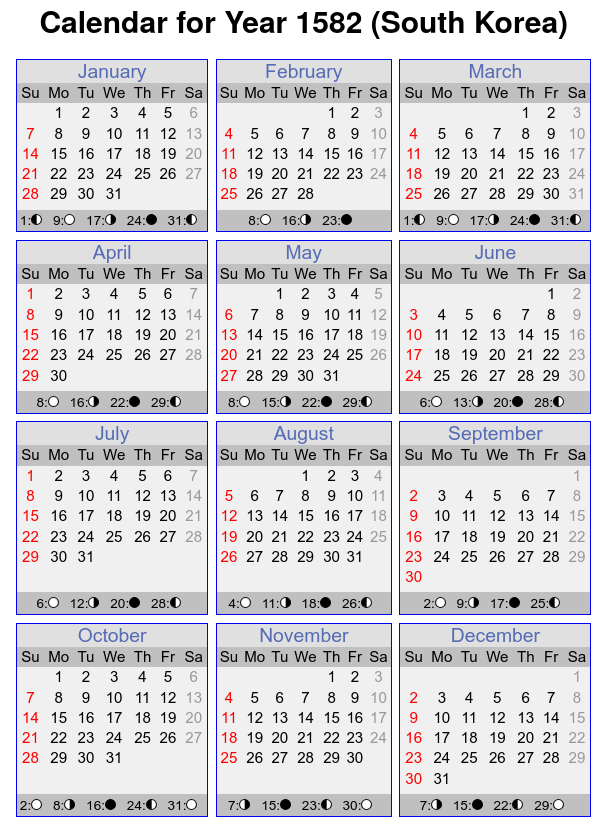 Calendar for Year 1582 (South Korea)
January
Su Mo Tu We Th Fr Sa
1 2 3 4 5 6
7 8 9 10 11 12 13
14 15 16 17 18 19 20
21 22 23 24 25 26 27
28 29 30 31
1:◐ 9:○ 17:◑ 24:● 31:◐
February
Su Mo Tu We Th Fr Sa
1 2 3
4 5 6 7 8 9 10
11 12 13 14 15 16 17
18 19 20 21 22 23 24
25 26 27 28
8:○ 16:◑ 23:●
March
Su Mo Tu We Th Fr Sa
1 2 3
4 5 6 7 8 9 10
11 12 13 14 15 16 17
18 19 20 21 22 23 24
25 26 27 28 29 30 31
1:◐ 9:○ 17:◑ 24:● 31:◐
April
Su Mo Tu We Th Fr Sa
1 2 3 4 5 6 7
8 9 10 11 12 13 14
15 16 17 18 19 20 21
22 23 24 25 26 27 28
29 30
8:○ 16:◑ 22:● 29:◐
May
Su Mo Tu We Th Fr Sa
1 2 3 4 5
6 7 8 9 10 11 12
13 14 15 16 17 18 19
20 21 22 23 24 25 26
27 28 29 30 31
8:○ 15:◑ 22:● 29:◐
June
Su Mo Tu We Th Fr Sa
1 2
3 4 5 6 7 8 9
10 11 12 13 14 15 16
17 18 19 20 21 22 23
24 25 26 27 28 29 30
6:○ 13:◑ 20:● 28:◐
July
Su Mo Tu We Th Fr Sa
1 2 3 4 5 6 7
8 9 10 11 12 13 14
15 16 17 18 19 20 21
22 23 24 25 26 27 28
29 30 31
6:○ 12:◑ 20:● 28:◐
August
Su Mo Tu We Th Fr Sa
1 2 3 4
5 6 7 8 9 10 11
12 13 14 15 16 17 18
19 20 21 22 23 24 25
26 27 28 29 30 31
4:○ 11:◑ 18:● 26:◐
September
Su Mo Tu We Th Fr Sa
1
2 3 4 5 6 7 8
9 10 11 12 13 14 15
16 17 18 19 20 21 22
23 24 25 26 27 28 29
30
2:○ 9:◑ 17:● 25:◐
October
Su Mo Tu We Th Fr Sa
1 2 3 4 5 6
7 8 9 10 11 12 13
14 15 16 17 18 19 20
21 22 23 24 25 26 27
28 29 30 31
2:○ 8:◑ 16:● 24:◐ 31:○
November
Su Mo Tu We Th Fr Sa
1 2 3
4 5 6 7 8 9 10
11 12 13 14 15 16 17
18 19 20 21 22 23 24
25 26 27 28 29 30
7:◑ 15:● 23:◐ 30:○
December
Su Mo Tu We Th Fr Sa
1
2 3 4 5 6 7 8
9 10 11 12 13 14 15
16 17 18 19 20 21 22
23 24 25 26 27 28 29
30 31
7:◑ 15:● 22:◐ 29:○